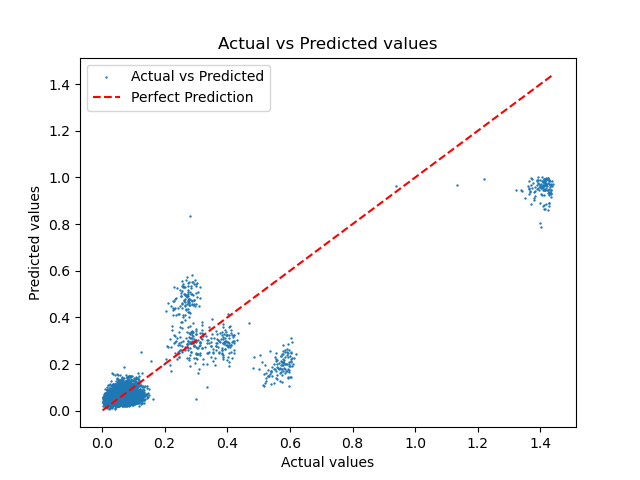 Actual vs Predicted values
Actual vs Predicted
Perfect Prediction
1.4
1.2
1.0
0.8
0.6
0.4
0.2
0.0
Predicted values
0.0 0.2 0.4 0.6 0.8 1.0 1.2 1.4
Actual values